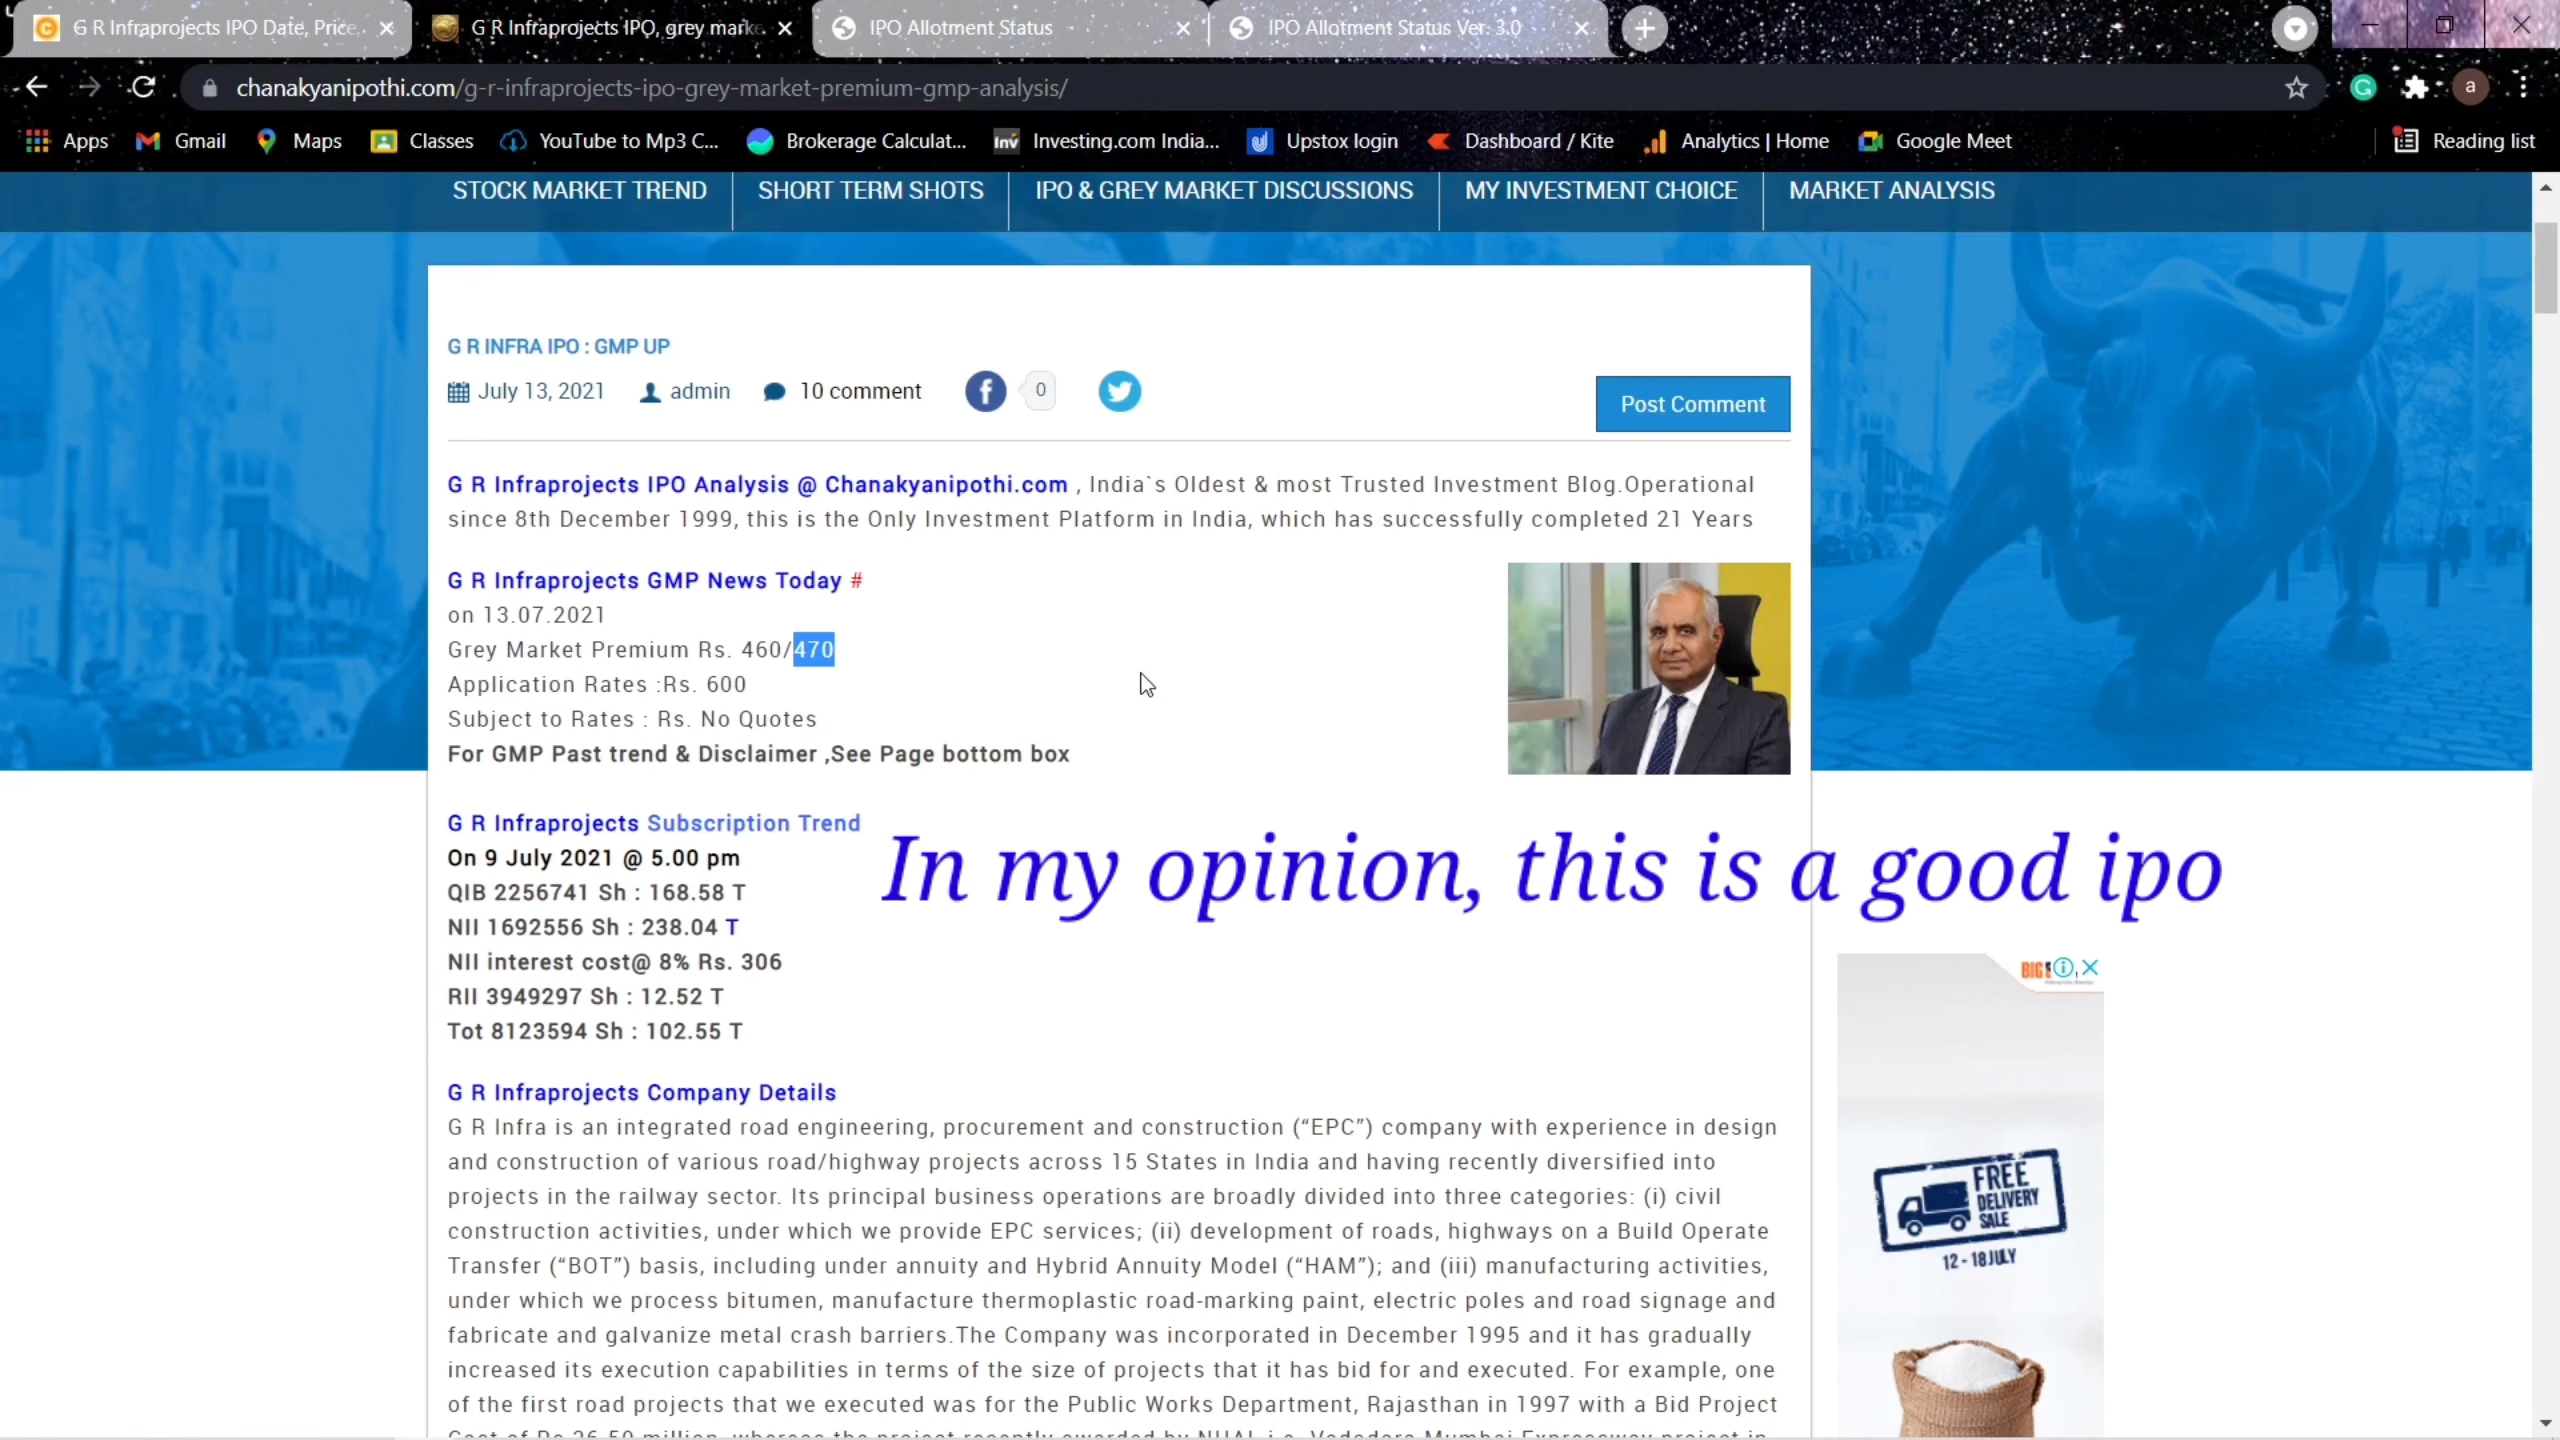 G R Infraprojects IPO Date, Price,
G R Infraprojects IPO, grey marke
IPO Allotment Status
IPO Allotment Status Ver: 3.0
chanakyanipothi.com/g-r-infraprojects-ipo-grey-market-premium-gmp-analysis/
Apps
Gmail
Maps
Classes
YouTube to Mp3 C...
Brokerage Calculat...
Inv Investing.com India...
Upstox login
Dashboard / Kite
Analytics | Home
Google Meet
Reading list
STOCK MARKET TREND
SHORT TERM SHOTS
IPO & GREY MARKET DISCUSSIONS
MY INVESTMENT CHOICE
MARKET ANALYSIS
G R INFRA IPO : GMP UP
July 13, 2021 admin 10 comment 0
Post Comment
G R Infraprojects IPO Analysis @ Chanakyanipothi.com , India`s Oldest & most Trusted Investment Blog.Operational
since 8th December 1999, this is the Only Investment Platform in India, which has successfully completed 21 Years
G R Infraprojects GMP News Today #
on 13.07.2021
Grey Market Premium Rs. 460/470
Application Rates :Rs. 600
Subject to Rates : Rs. No Quotes
For GMP Past trend & Disclaimer ,See Page bottom box
G R Infraprojects Subscription Trend
On 9 July 2021 @ 5.00 pm
QIB 2256741 Sh : 168.58 T
NII 1692556 Sh : 238.04 T
NII interest cost@ 8% Rs. 306
RII 3949297 Sh : 12.52 T
Tot 8123594 Sh : 102.55 T
In my opinion, this is a good ipo
G R Infraprojects Company Details
G R Infra is an integrated road engineering, procurement and construction (“EPC”) company with experience in design
and construction of various road/highway projects across 15 States in India and having recently diversified into
projects in the railway sector. Its principal business operations are broadly divided into three categories: (i) civil
construction activities, under which we provide EPC services; (ii) development of roads, highways on a Build Operate
Transfer (“BOT”) basis, including under annuity and Hybrid Annuity Model (“HAM”); and (iii) manufacturing activities,
under which we process bitumen, manufacture thermoplastic road-marking paint, electric poles and road signage and
fabricate and galvanize metal crash barriers.The Company was incorporated in December 1995 and it has gradually
increased its execution capabilities in terms of the size of projects that it has bid for and executed. For example, one
of the first road projects that we executed was for the Public Works Department, Rajasthan in 1997 with a Bid Project
BIG
FREE
DELIVERY
SALE
12 - 18 JULY